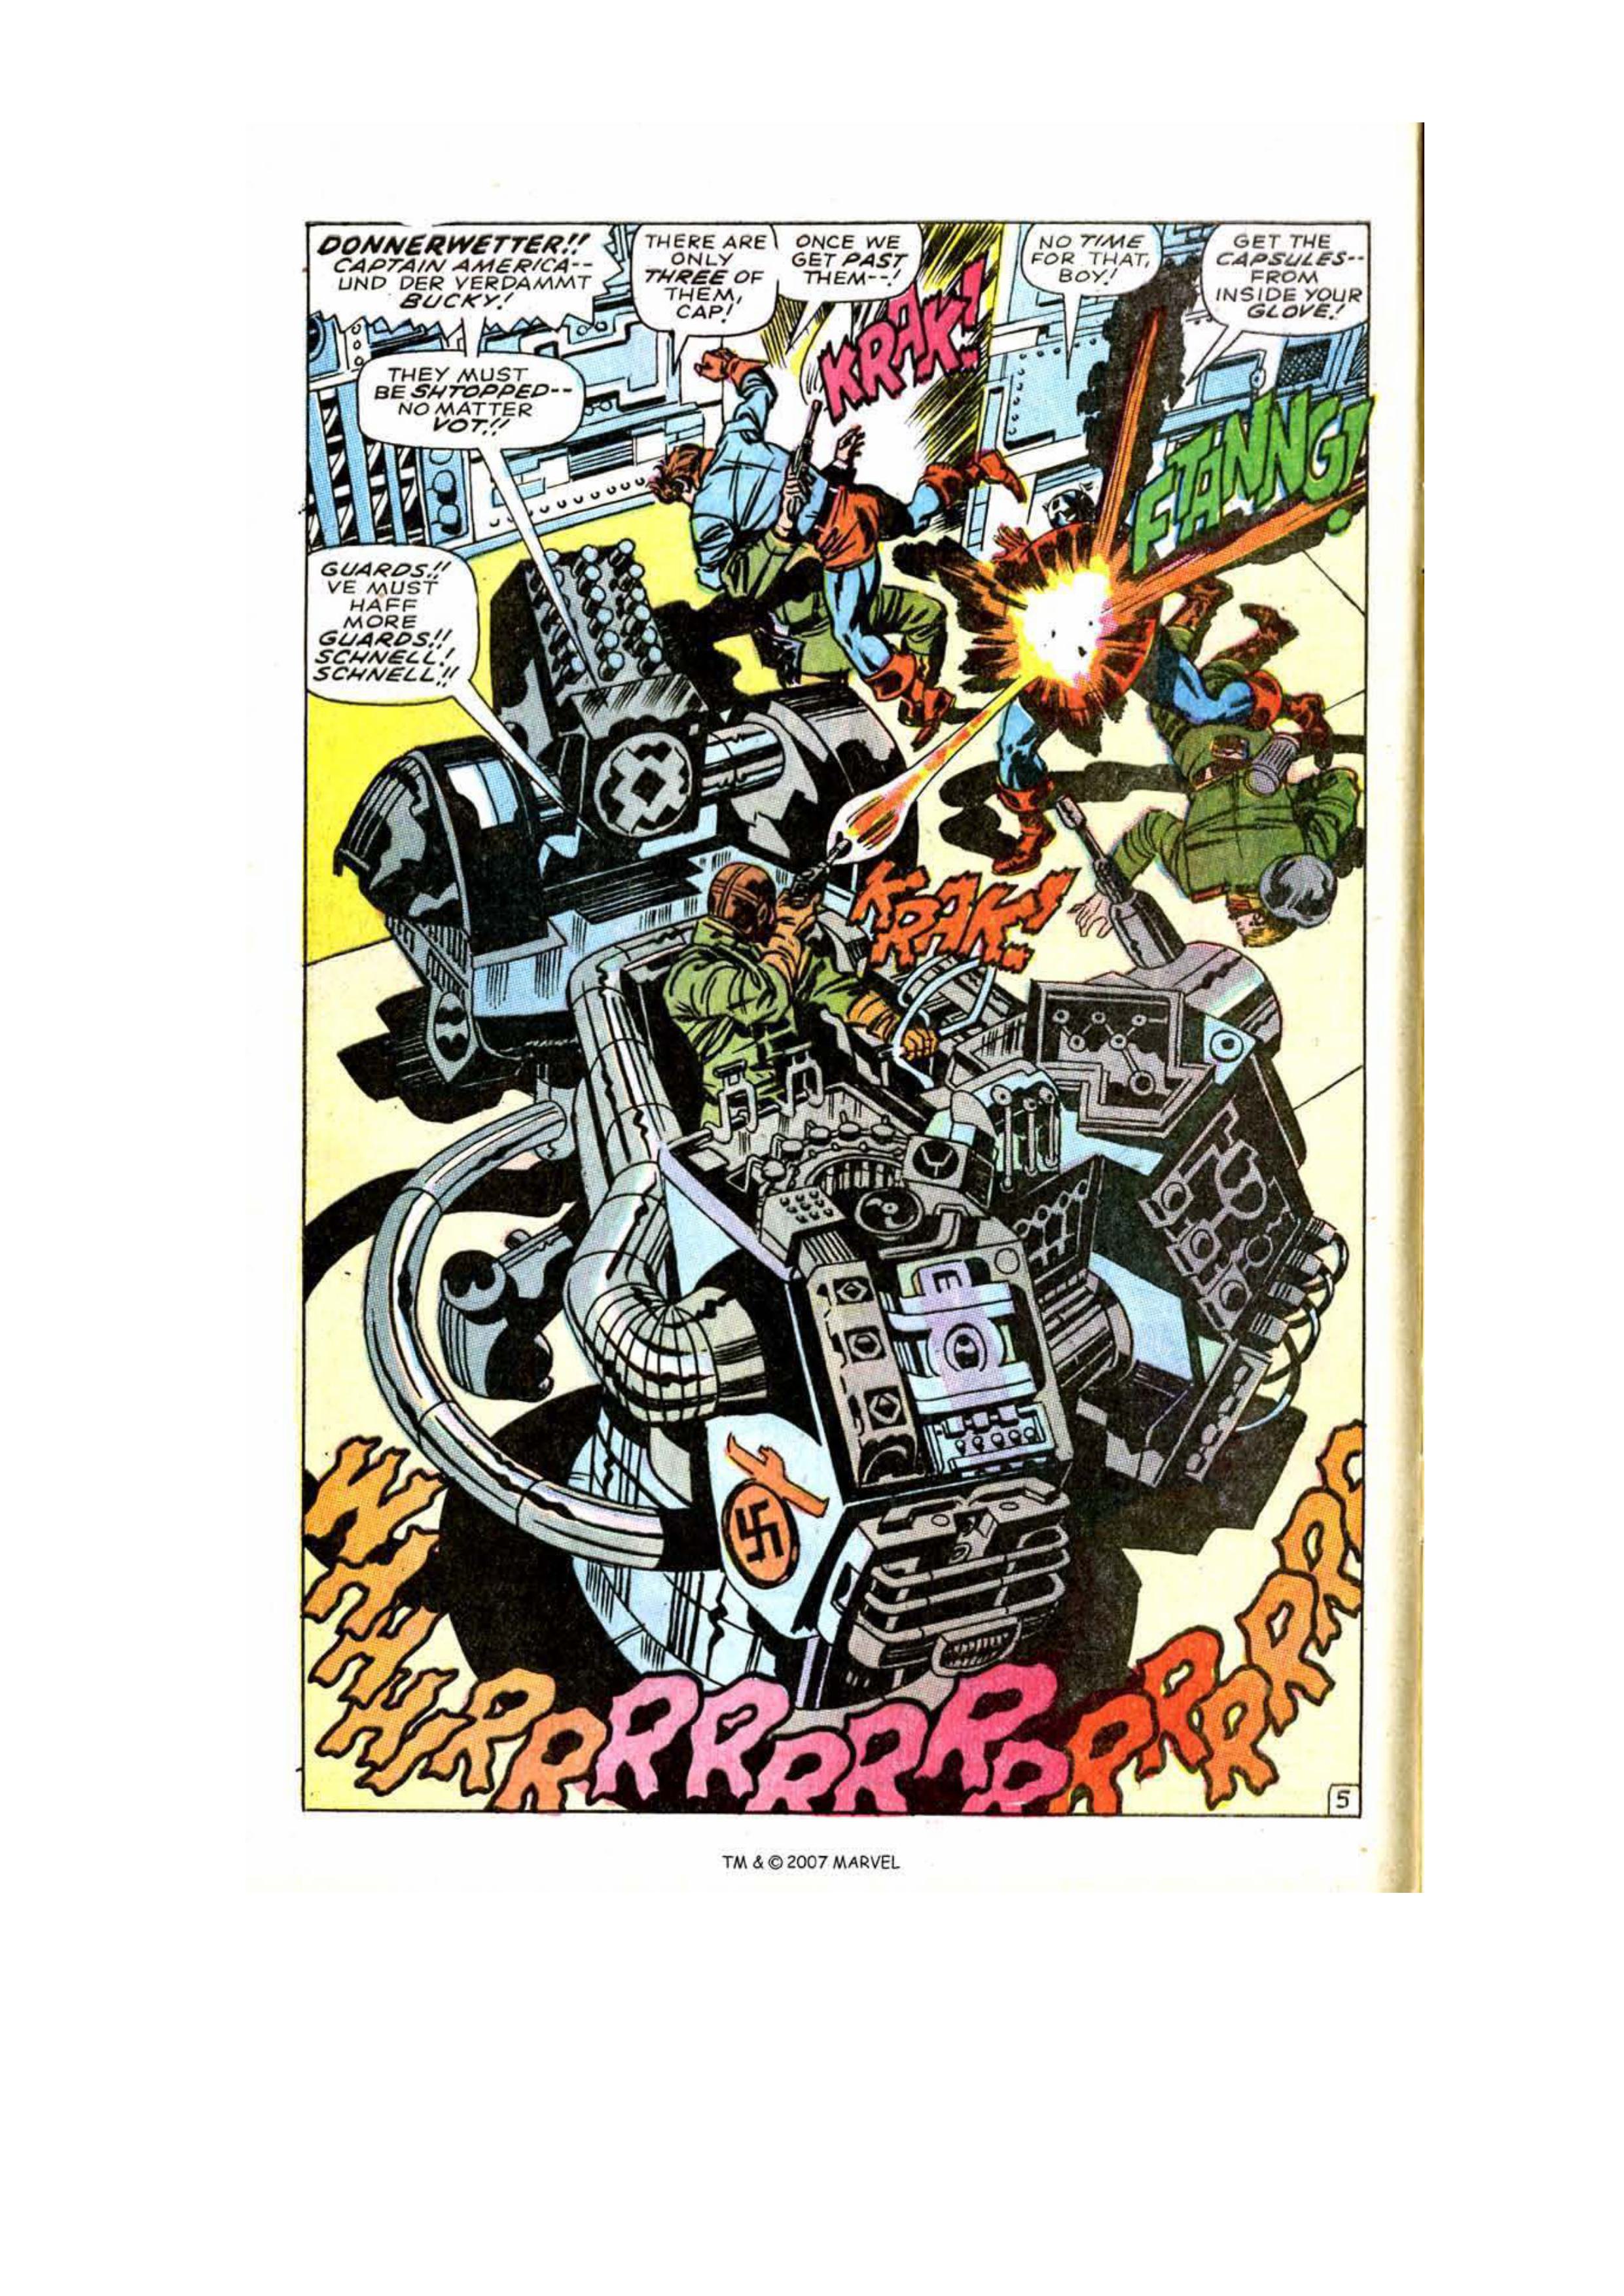 DONNERWETTER!!
CAPTAIN AMERICA--
UND DER VERDAMMT
BUCKY!
THEY MUST
BE SHTOPPED--
NO MATTER
VOT!!
THERE ARE
ONLY
THREE OF
THEM,
CAP!
ONCE WE
GET PAST
THEM--!
KRAK!
NO TIME
FOR THAT,
BOY!
GET THE
CAPSULES--
FROM
INSIDE YOUR
GLOVE!
FTANNG!
GUARDS!!
VE MUST
HAFF
MORE
GUARDS!!
SCHNELL!
SCHNELL!!
KRAK!
5
TM & © 2007 MARVEL